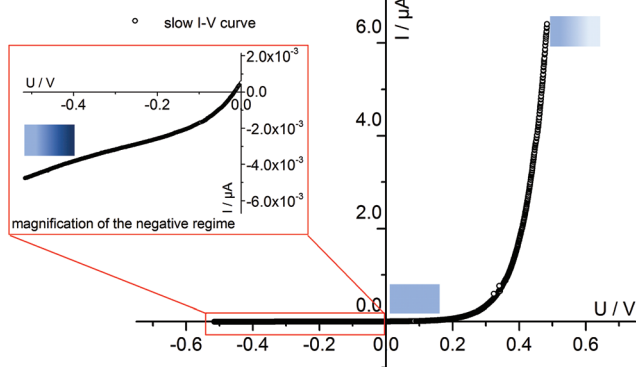 slow I-V curve
I / µA
6.0
4.0
2.0
0.0
U / V
-0.6
-0.4
-0.2
0.0
0.2
0.4
0.6
U / V
-0.4
-0.2
0.0
2.0x10⁻³
0.0
-2.0x10⁻³
-4.0x10⁻³
-6.0x10⁻³
I / µA
magnification of the negative regime